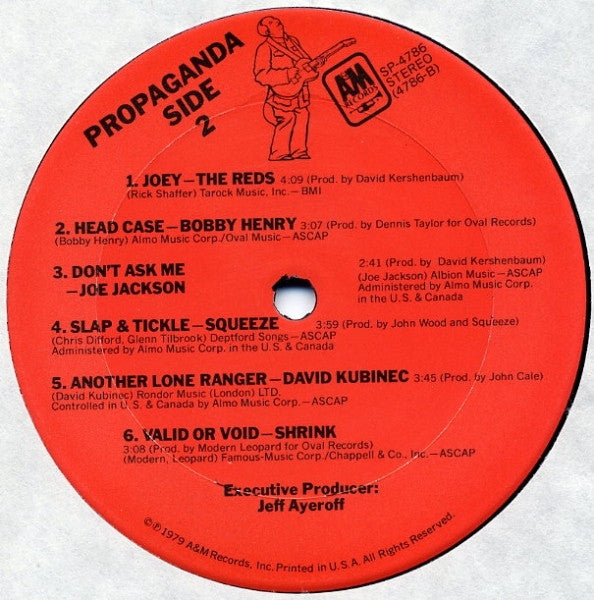 PROPAGANDA
SIDE
2
A&M
RECORDS
SP-4786
STEREO
(4786-B)
1. JOEY—THE REDS 4:09 (Prod. by David Kershenbaum)
(Rick Shaffer) Tarock Music, Inc.—BMI
2. HEAD CASE—BOBBY HENRY 3:07 (Prod. by Dennis Taylor for Oval Records)
(Bobby Henry) Almo Music Corp./Oval Music—ASCAP
3. DON'T ASK ME
—JOE JACKSON
2:41 (Prod. by David Kershenbaum)
(Joe Jackson) Albion Music—ASCAP
Administered by Almo Music Corp.
in the U.S. & Canada
4. SLAP & TICKLE—SQUEEZE 3:59 (Prod. by John Wood and Squeeze)
(Chris Difford, Glenn Tilbrook) Deptford Songs—ASCAP
Administered by Almo Music Corp. in the U.S. & Canada
5. ANOTHER LONE RANGER—DAVID KUBINEC 3:45 (Prod. by John Cale)
(David Kubinec) Rondor Music (London) LTD.
Controlled in U.S. & Canada by Almo Music Corp.—ASCAP
6. VALID OR VOID—SHRINK
3:08 (Prod. by Modern Leopard for Oval Records)
(Modern, Leopard) Famous-Music Corp./Chappell & Co., Inc.—ASCAP
Executive Producer:
Jeff Ayeroff
©℗1979 A&M Records, Inc. Printed in U.S.A. All Rights Reserved.